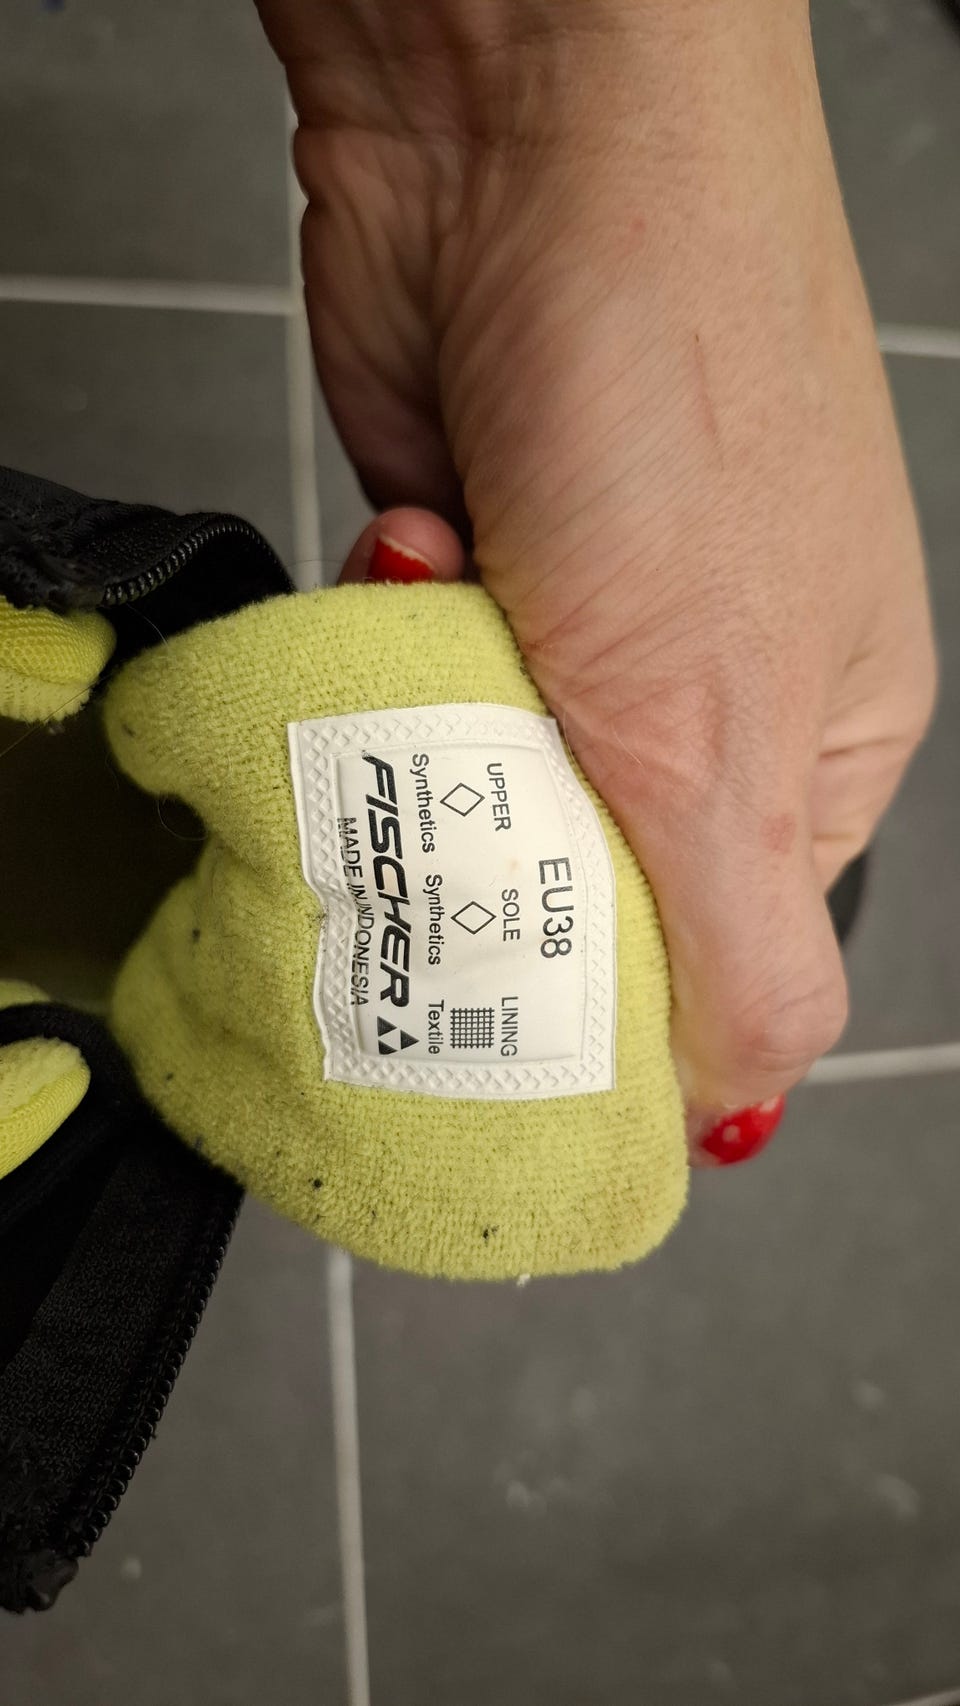 EU38
UPPER SOLE LINING
Synthetics Synthetics Textile
FISCHER
MADE IN INDONESIA